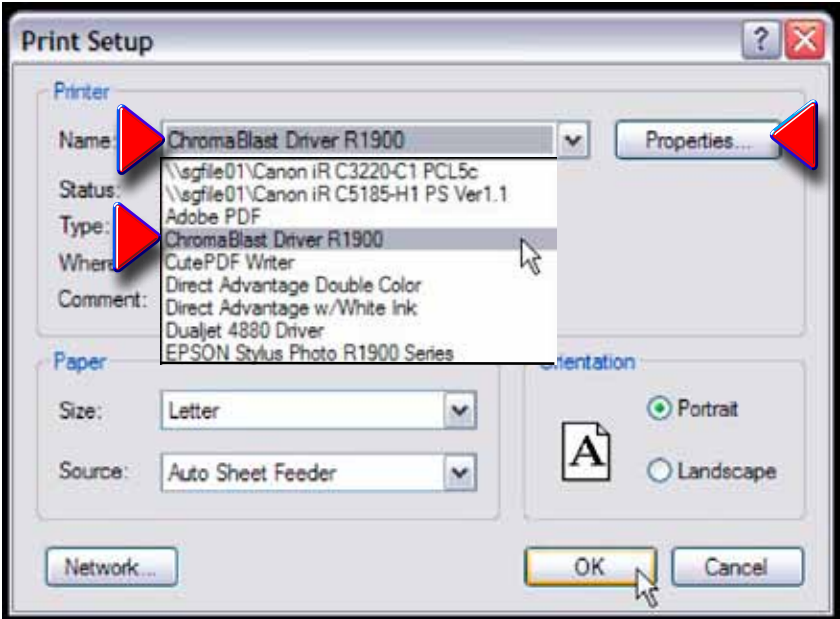 Print Setup
Printer
Name: ChromaBlast Driver R1900 Properties...
\\sgfile01\Canon iR C3220-C1 PCL5c
Status: \\sgfile01\Canon iR C5185-H1 PS Ver1.1
Type: Adobe PDF
ChromaBlast Driver R1900
Where CutePDF Writer
Direct Advantage Double Color
Comment: Direct Advantage w/White Ink
Dualjet 4880 Driver
EPSON Stylus Photo R1900 Series
Paper Orientation
Size: Letter Portrait
A
Source: Auto Sheet Feeder Landscape
Network... OK Cancel